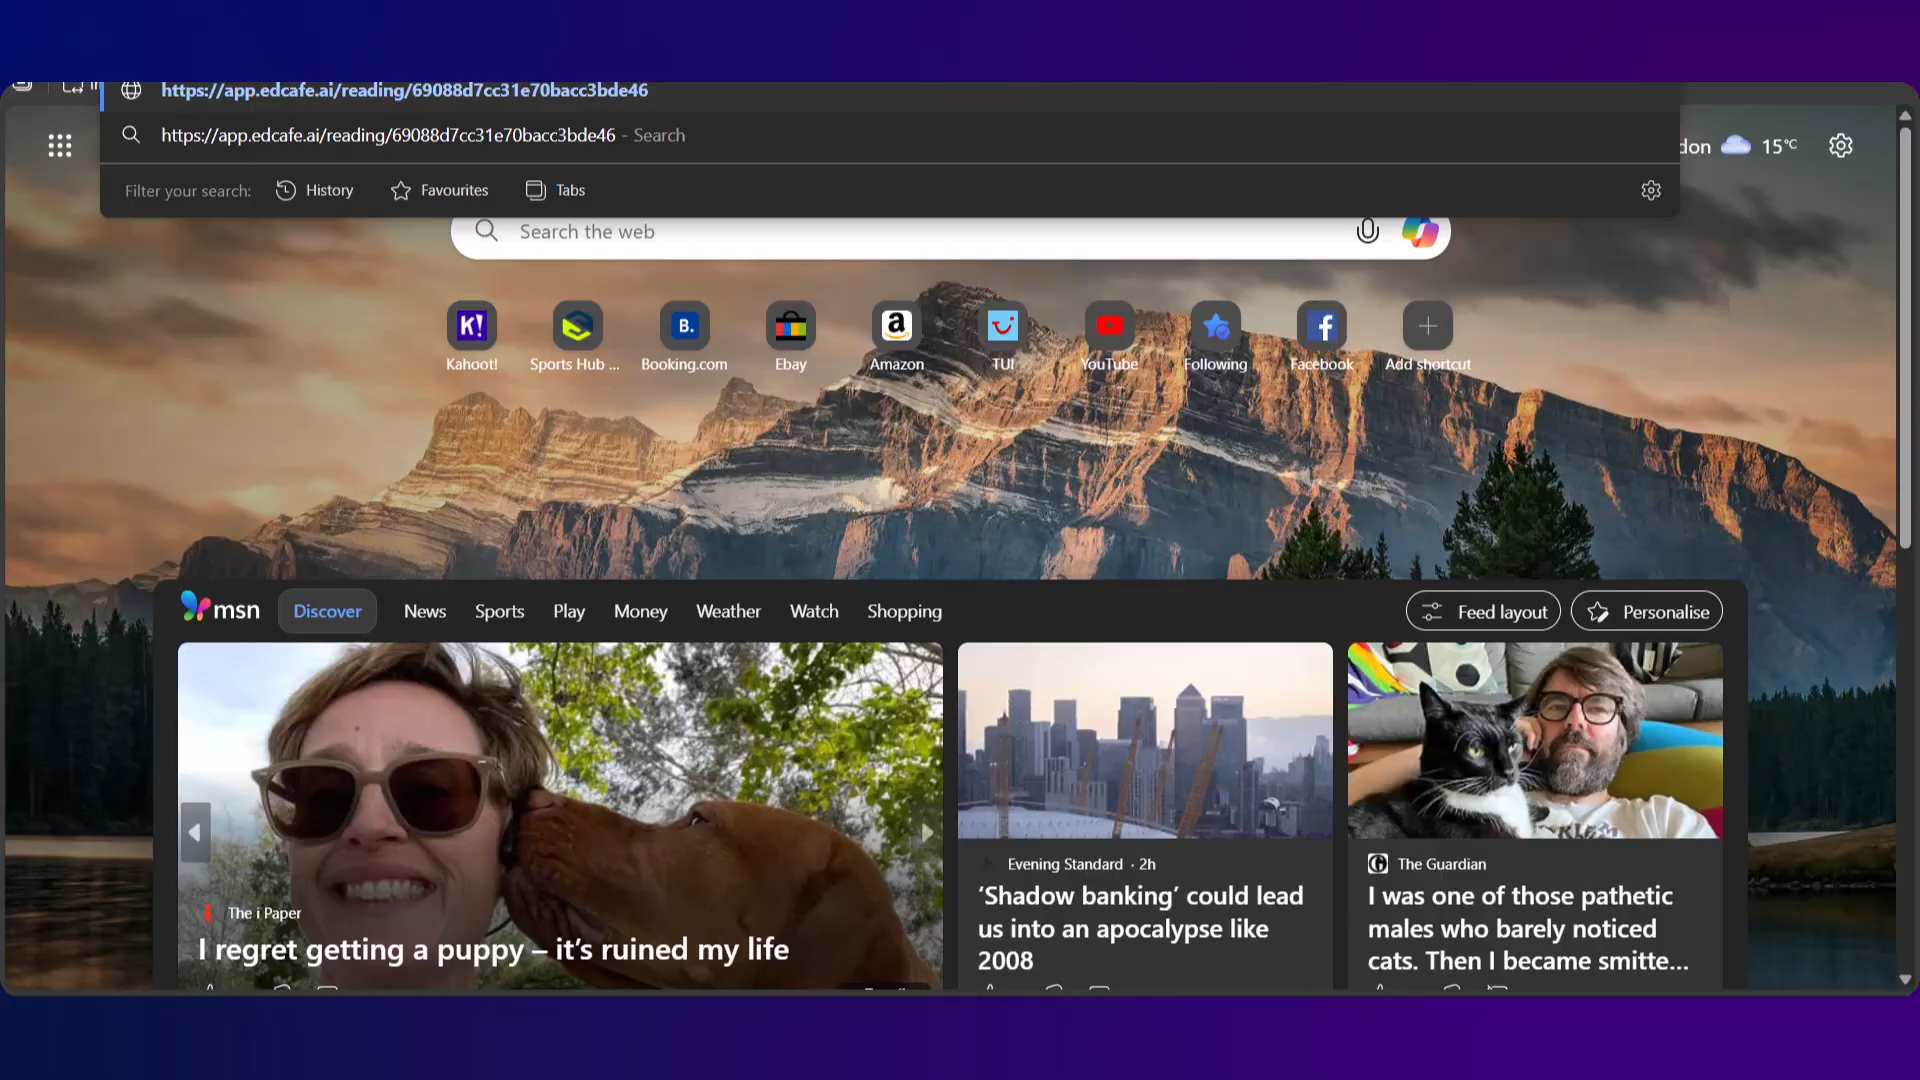 https://app.edcafe.ai/reading/69088d7cc31e70bacc3bde46
https://app.edcafe.ai/reading/69088d7cc31e70bacc3bde46 - Search
don 15°C
Filter your search: History Favourites Tabs
Search the web
K! B. a
Kahoot! Sports Hub ... Booking.com Ebay Amazon TUI YouTube Following Facebook Add shortcut
msn Discover News Sports Play Money Weather Watch Shopping Feed layout Personalise
The i Paper
I regret getting a puppy – it’s ruined my life
Evening Standard · 2h
‘Shadow banking’ could lead
us into an apocalypse like
2008
The Guardian
I was one of those pathetic
males who barely noticed
cats. Then I became smitte...